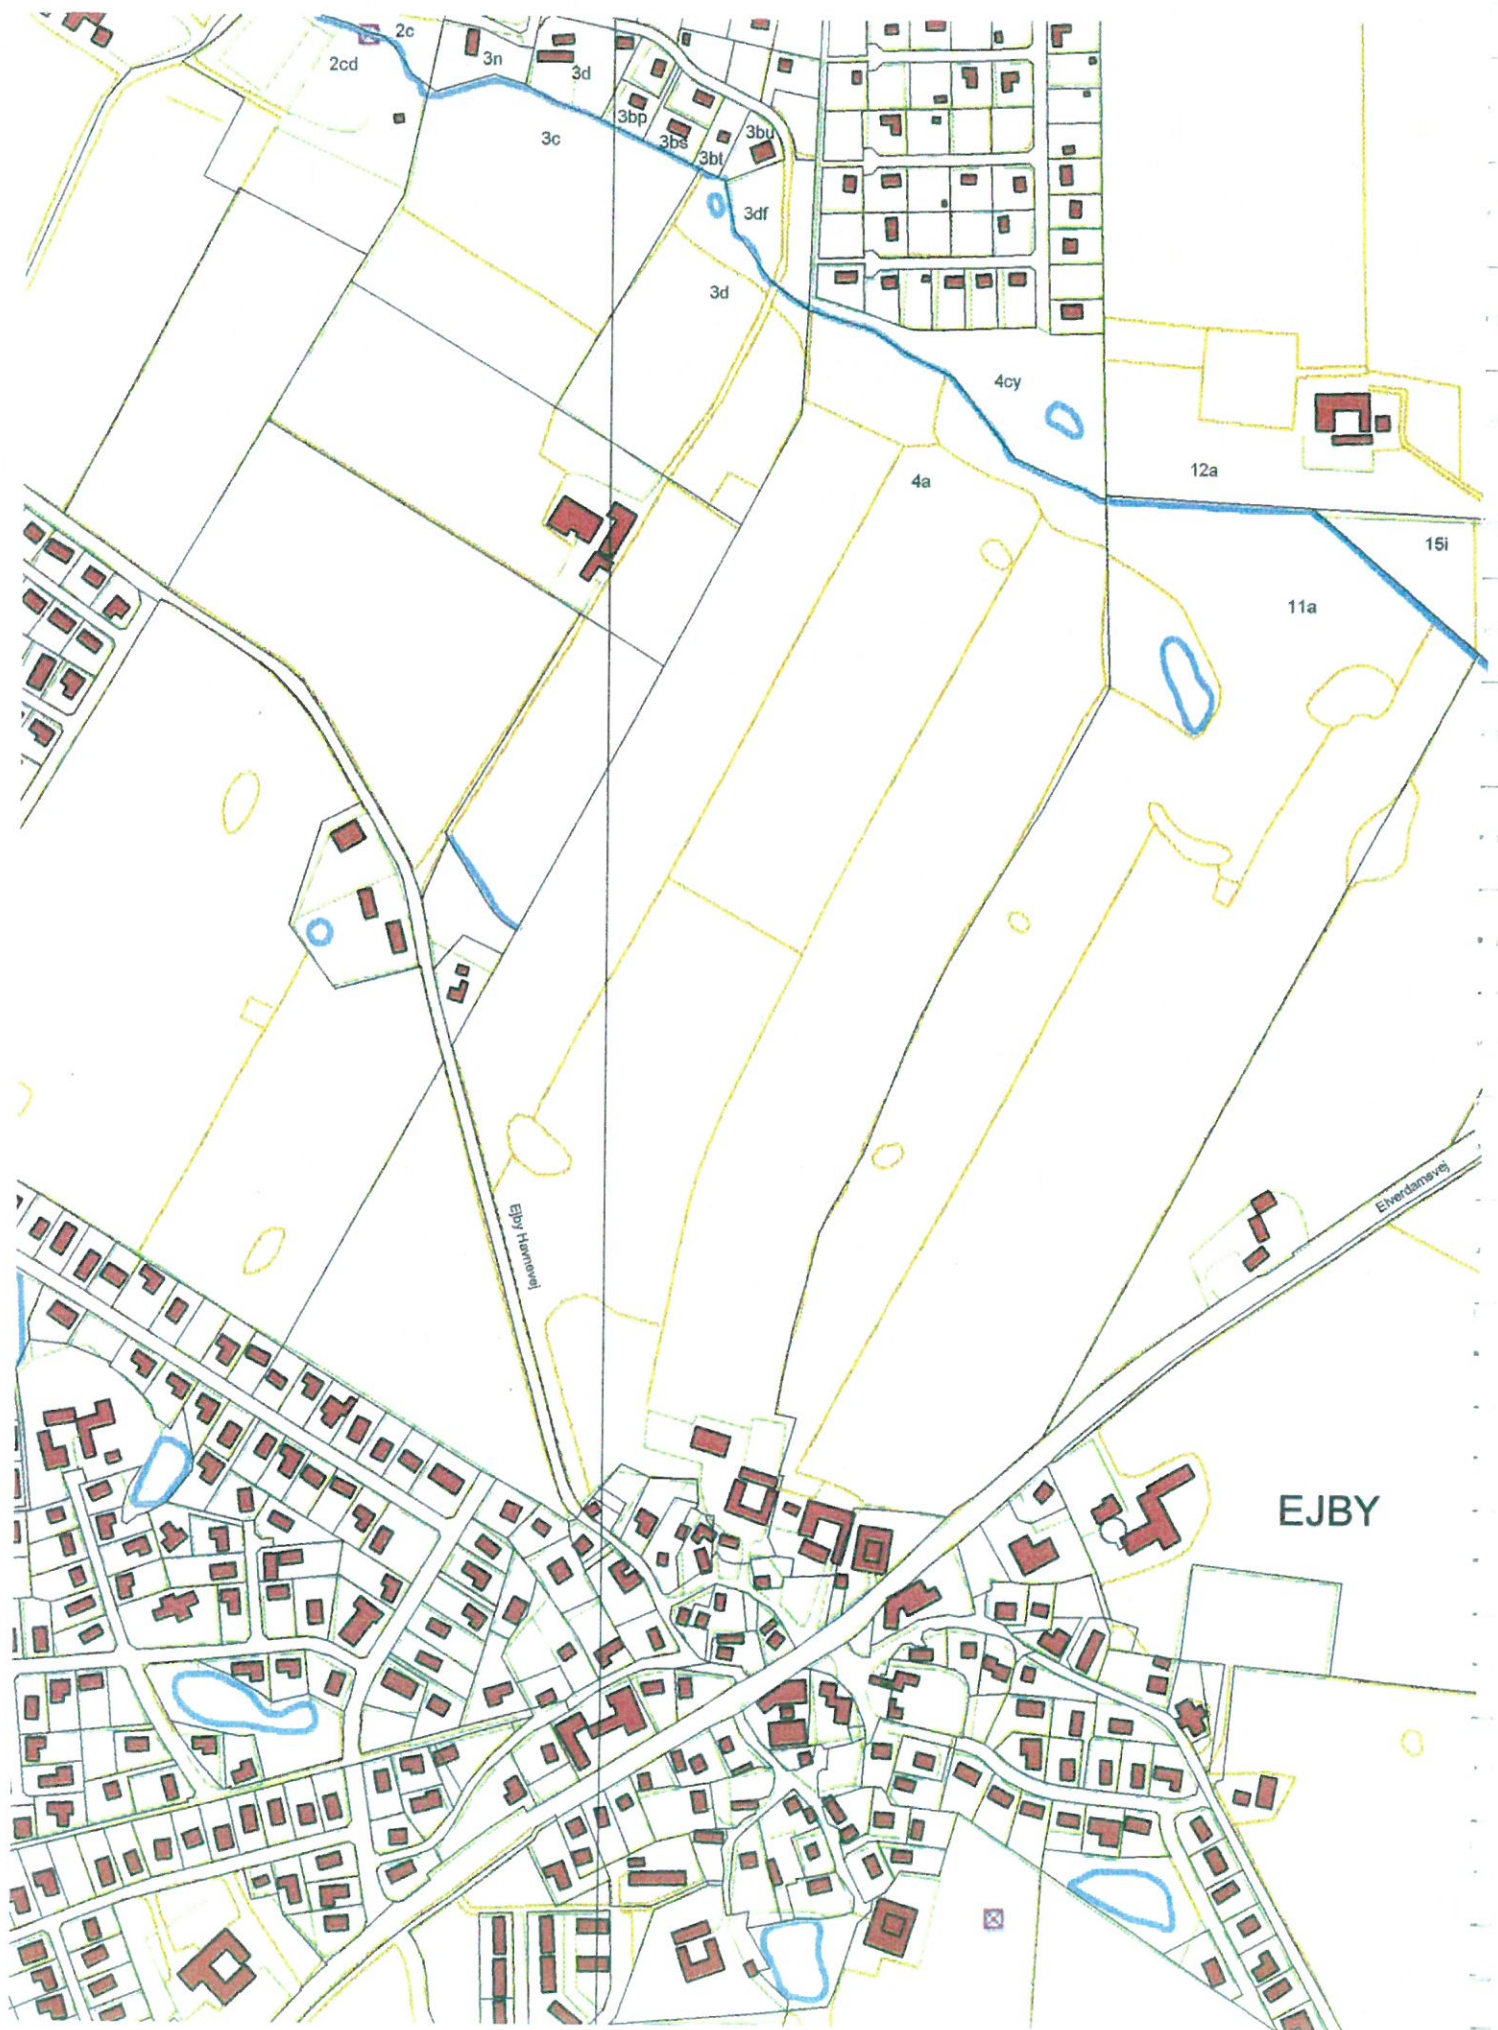 2c
2cd
3n
3d
3c
3bp
3bs
3bt
3bu
3df
3d
4cy
4a
12a
15i
11a
Ejby Havnevej
Elverdamsvej
EJBY